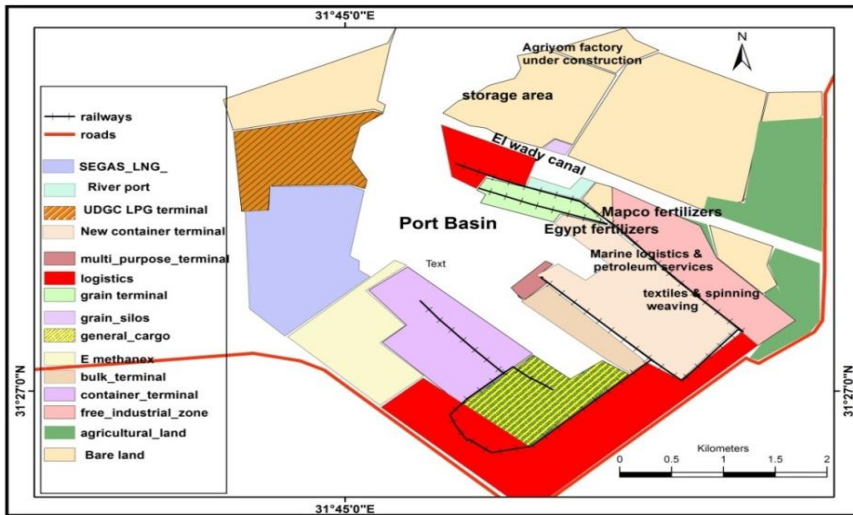 31°45'0"E
N
Agriyom factory
under construction
storage area
El wady canal
Mapco fertilizers
Port Basin
Egypt fertilizers
Marine logistics &
petroleum services
Text
textiles & spinning
weaving
railways
roads
SEGAS_LNG_
River port
UDGC LPG terminal
New container terminal
multi_purpose_terminal
logistics
grain terminal
grain_silos
general_cargo
E methanex
bulk_terminal
container_terminal
free_industrial_zone
agricultural_land
Bare land
31°27'0"N
31°27'0"N
Kilometers
0 0.5 1 1.5 2
31°45'0"E